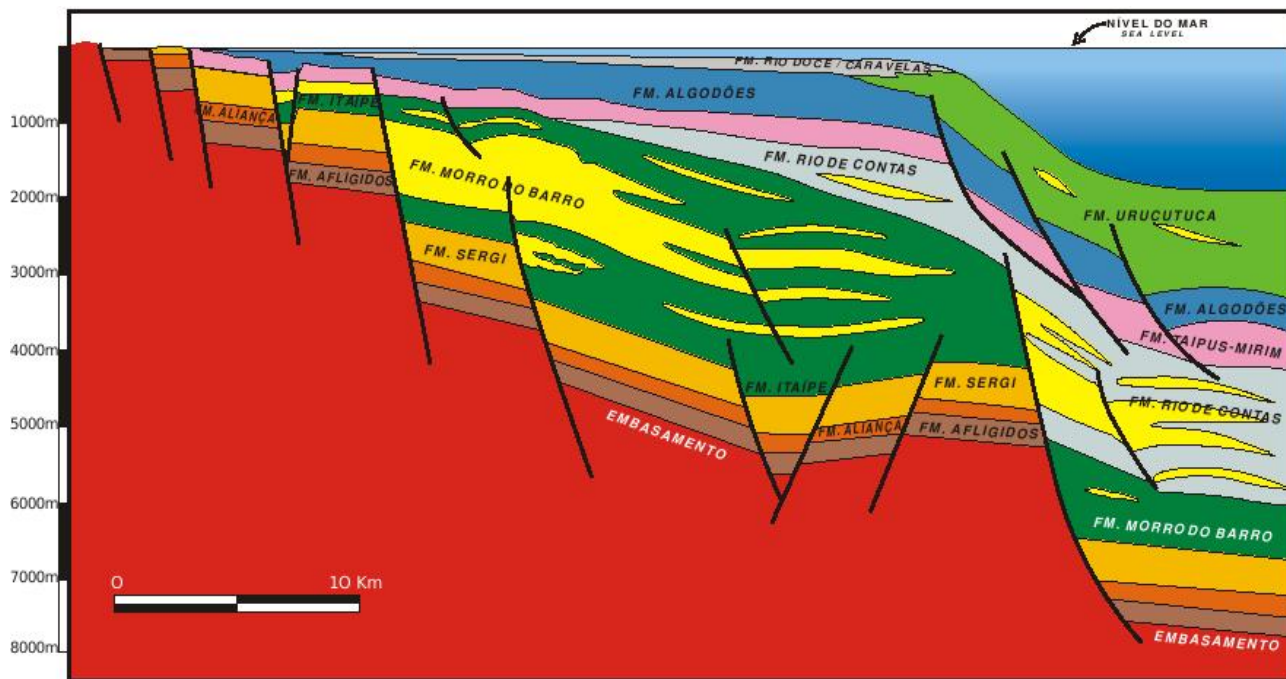 NÍVEL DO MAR
SEA LEVEL
FM. RIO DOCE / CARAVELAS
FM. ALGODÕES
FM. ITAÍPE
FM. ALIANÇA
1000m
FM. RIO DE CONTAS
FM. MORRO DO BARRO
FM. AFLIGIDOS
2000m
FM. URUCUTUCA
FM. SERGI
3000m
FM. ALGODÕES
FM. TAIPUS-MIRIM
4000m
FM. ITAÍPE
FM. SERGI
FM. RIO DE CONTAS
5000m
EMBASAMENTO
FM. ALIANÇA
FM. AFLIGIDOS
6000m
FM. MORRO DO BARRO
7000m
0
10 Km
8000m
EMBASAMENTO